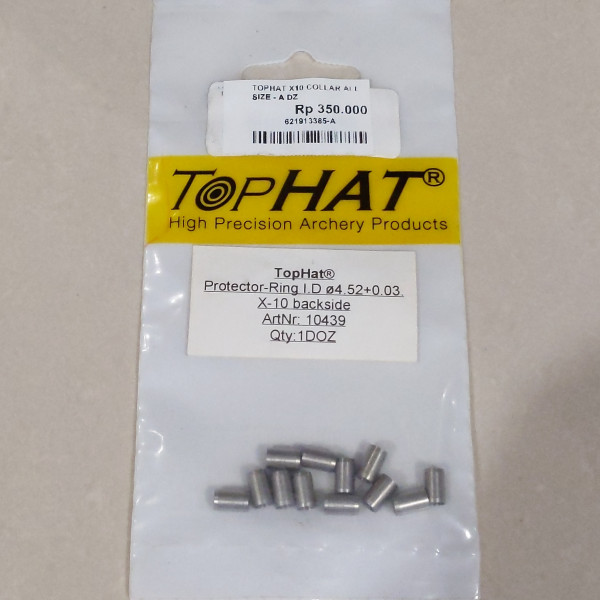 TOPHAT X10 COLLAR ALL
SIZE - A DZ
Rp 350.000
621913385-A
TOPHAT®
High Precision Archery Products
TopHat®
Protector-Ring I.D ø4.52+0.03.
X-10 backside
ArtNr: 10439
Qty:1DOZ